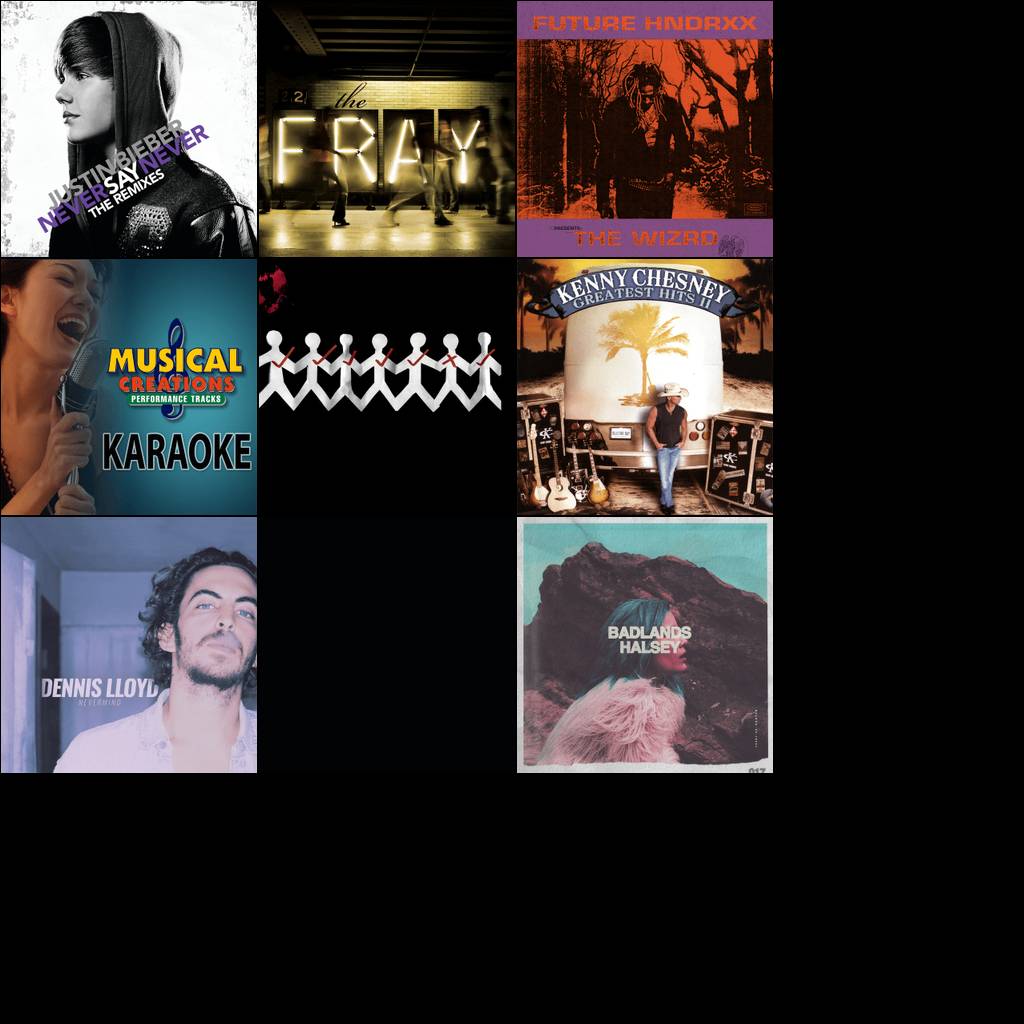 JUSTIN BIEBER
NEVER SAY NEVER
THE REMIXES
the
FRAY
FUTURE HNDRXX
PRESENTS:
THE WIZRD
MUSICAL
CREATIONS
PERFORMANCE TRACKS
KARAOKE
KENNY CHESNEY
GREATEST HITS II
DENNIS LLOYD
NEVERMIND
BADLANDS
HALSEY